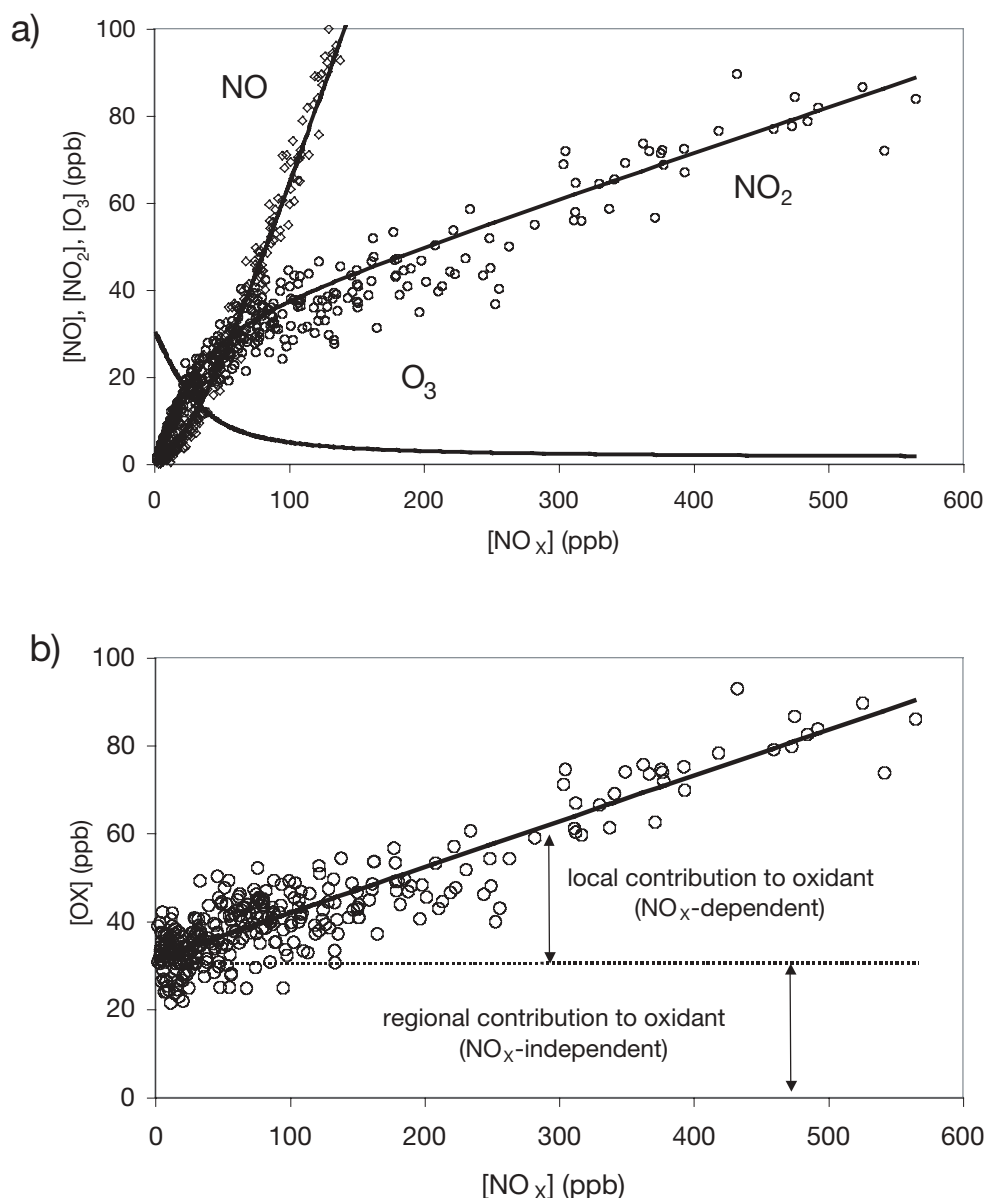 a)
100
80
60
40
20
0
[NO], [NO2], [O3] (ppb)
NO
NO2
O3
0 100 200 300 400 500 600
[NO X] (ppb)
b)
100
80
60
40
20
0
[OX] (ppb)
local contribution to oxidant
(NOX-dependent)
regional contribution to oxidant
(NOX-independent)
0 100 200 300 400 500 600
[NO X] (ppb)